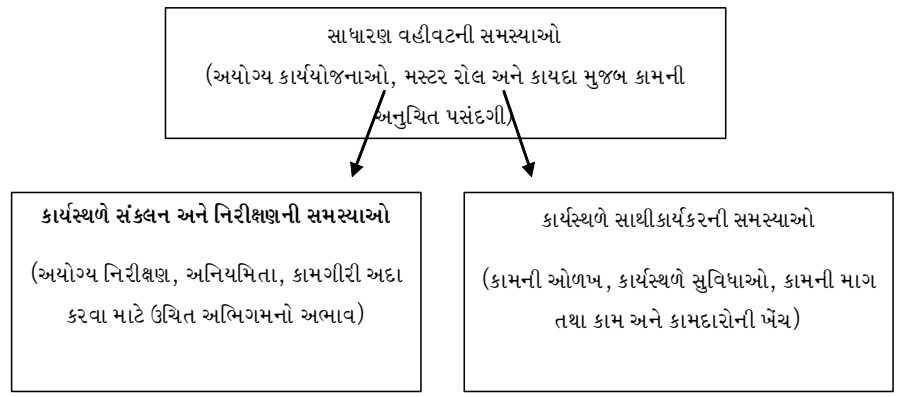 સાધારણ વહીવટની સમસ્યાઓ
(અયોગ્ય કાર્યયોજનાઓ, મસ્ટર રોલ અને કાયદા મુજબ કામની
અનુચિત પસંદગી)
કાર્યસ્થળે સંકલન અને નિરીક્ષણની સમસ્યાઓ
(અયોગ્ય નિરીક્ષણ, અનિયમિતા, કામગીરી અદા
કરવા માટે ઉચિત અભિગમનો અભાવ)
કાર્યસ્થળે સાથીકાર્યકરની સમસ્યાઓ
(કામની ઓળખ, કાર્યસ્થળે સુવિધાઓ, કામની માગ
તથા કામ અને કામદારોની ખેંચ)